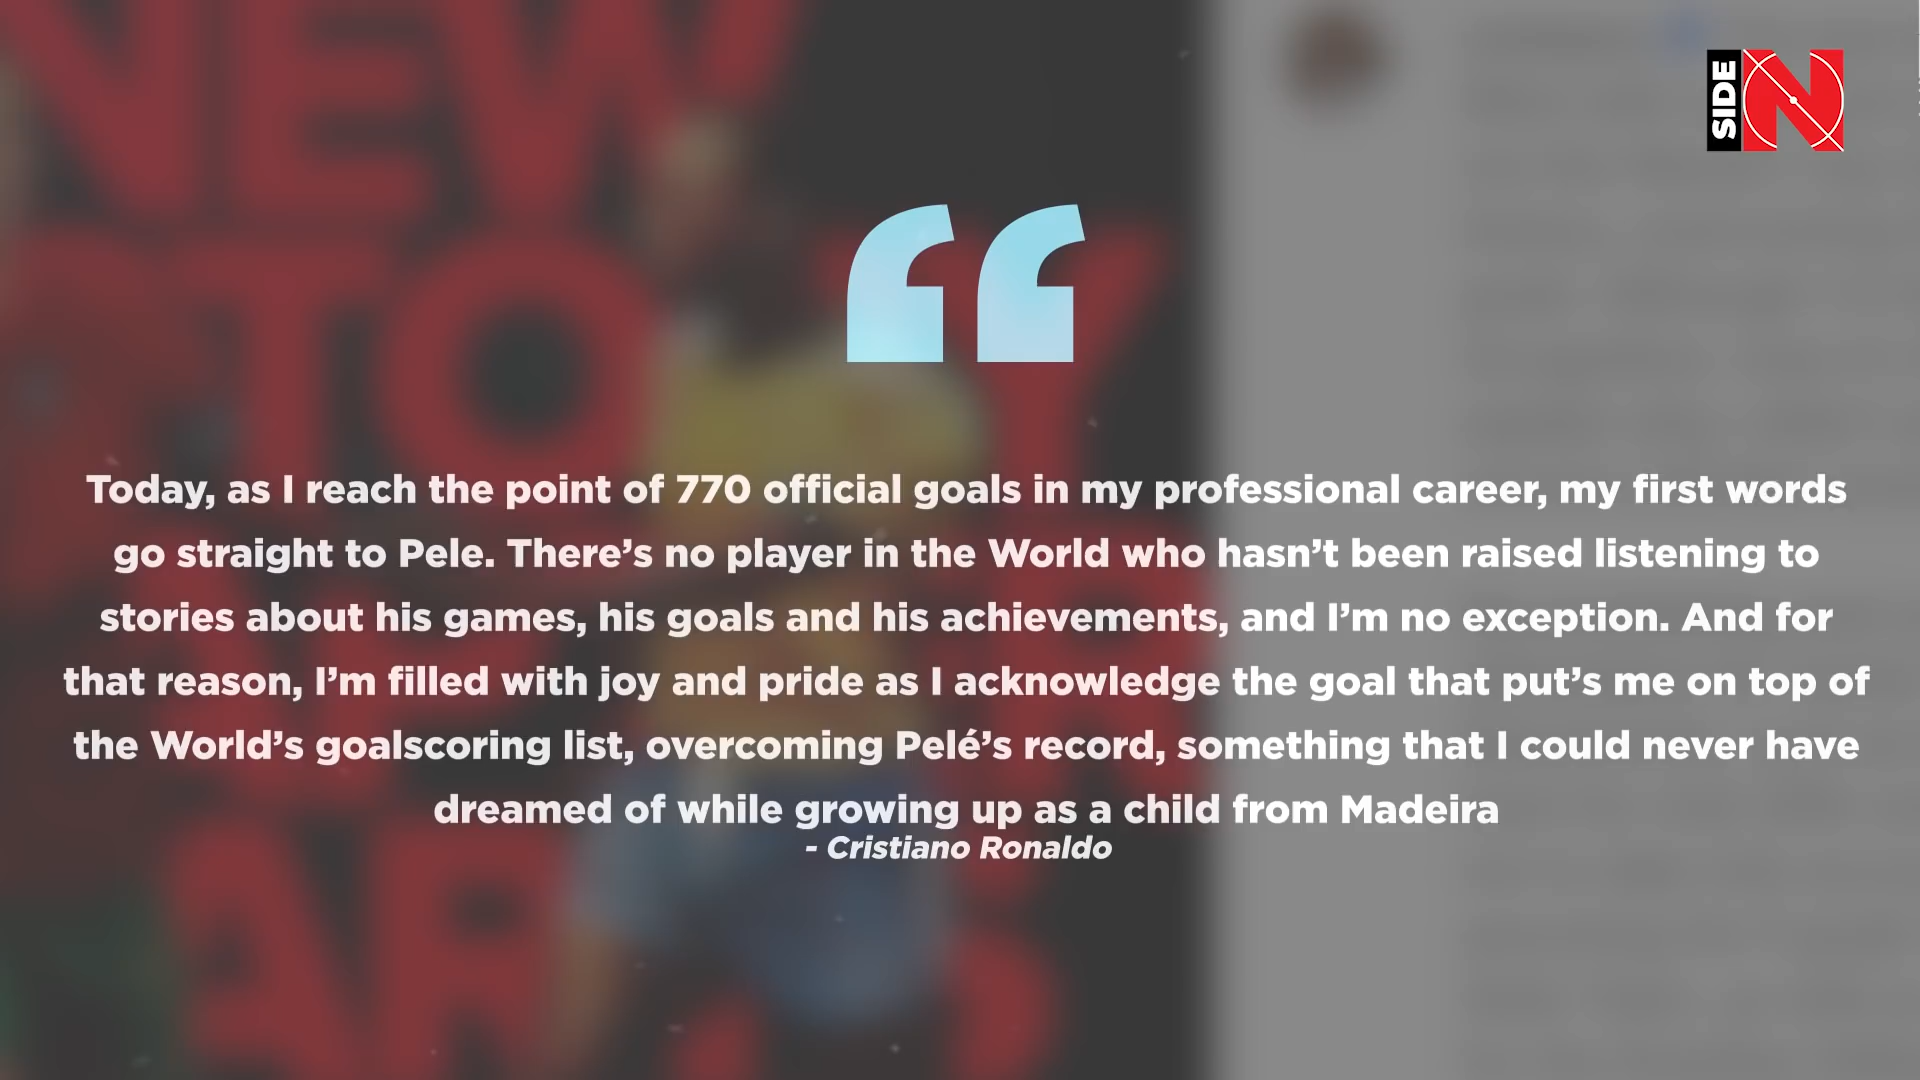 SIDE N
Today, as I reach the point of 770 official goals in my professional career, my first words
go straight to Pele. There’s no player in the World who hasn’t been raised listening to
stories about his games, his goals and his achievements, and I’m no exception. And for
that reason, I’m filled with joy and pride as I acknowledge the goal that put’s me on top of
the World’s goalscoring list, overcoming Pelé’s record, something that I could never have
dreamed of while growing up as a child from Madeira
- Cristiano Ronaldo